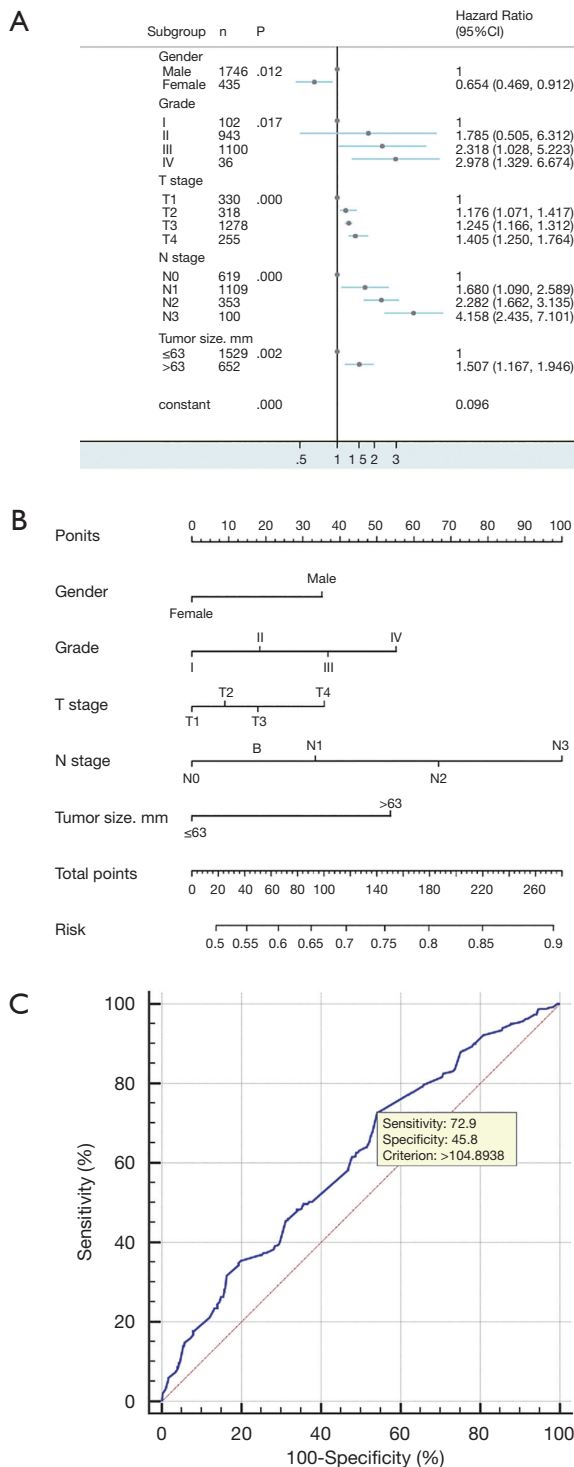 A
Hazard Ratio
Subgroup n P (95%CI)
Gender
Male 1746 .012 1
Female 435 0.654 (0.469, 0.912)
Grade
I 102 .017 1
II 943 1.785 (0.505, 6.312)
III 1100 2.318 (1.028, 5.223)
IV 36 2.978 (1.329. 6.674)
T stage
T1 330 .000 1
T2 318 1.176 (1.071, 1.417)
T3 1278 1.245 (1.166, 1.312)
T4 255 1.405 (1.250, 1.764)
N stage
N0 619 .000 1
N1 1109 1.680 (1.090, 2.589)
N2 353 2.282 (1.662, 3.135)
N3 100 4.158 (2.435, 7.101)
Tumor size. mm
≤63 1529 .002 1
>63 652 1.507 (1.167, 1.946)
constant .000 0.096
.5 1 1 5 2 3
B
Ponits 0 10 20 30 40 50 60 70 80 90 100
Male
Gender
Female
II IV
Grade
I III
T2 T4
T stage
T1 T3
B N1 N3
N stage
N0 N2
>63
Tumor size. mm
≤63
Total points
0 20 40 60 80 100 120 140 160 180 200 220 240 260
Risk
0.5 0.55 0.6 0.65 0.7 0.75 0.8 0.85 0.9
C
100
80
Sensitivity: 72.9
Specificity: 45.8
Criterion: >104.8938
60
40
20
0
Sensitivity (%)
0 20 40 60 80 100
100-Specificity (%)